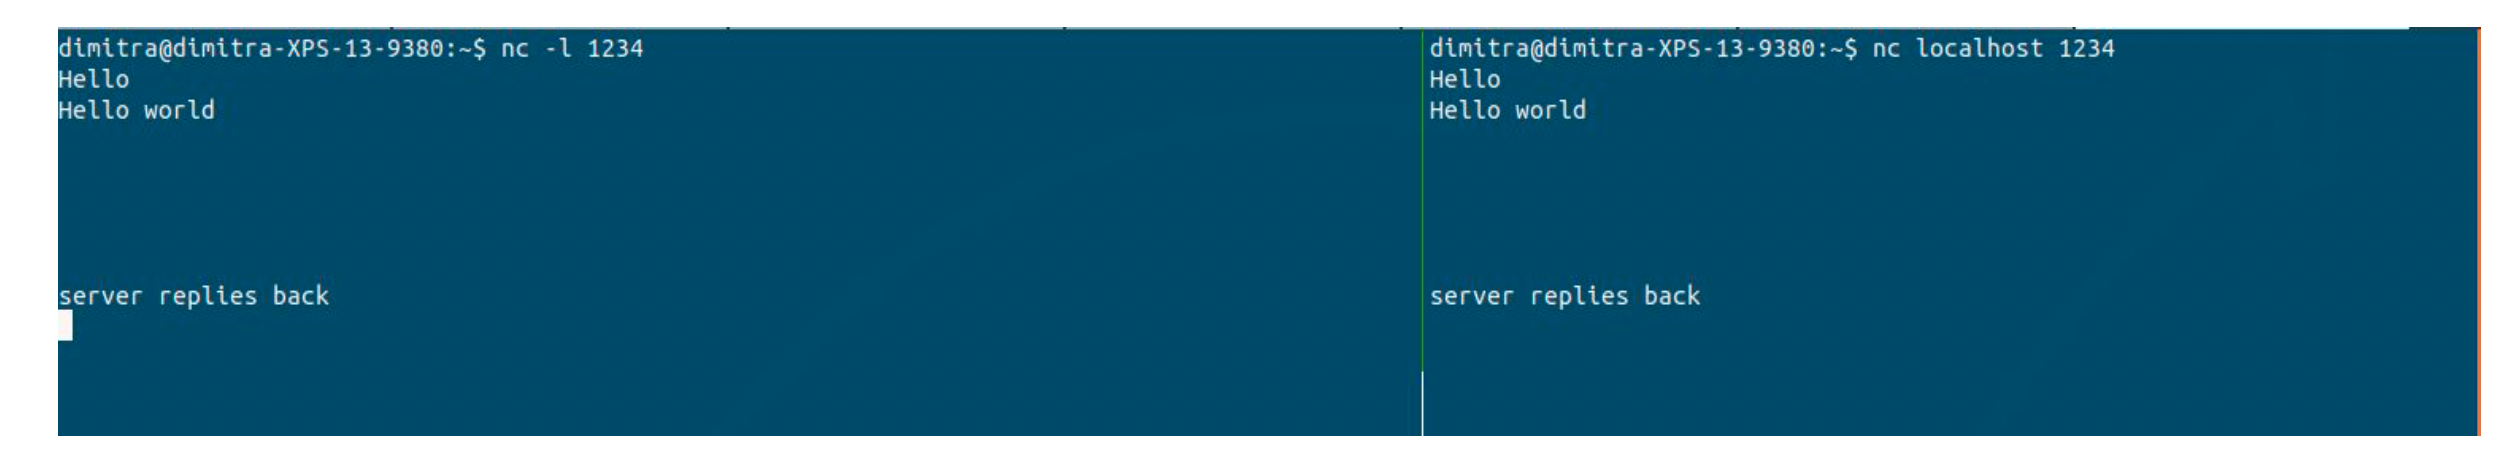 dimitra@dimitra-XPS-13-9380:~$ nc -l 1234
Hello
Hello world
server replies back
dimitra@dimitra-XPS-13-9380:~$ nc localhost 1234
Hello
Hello world
server replies back